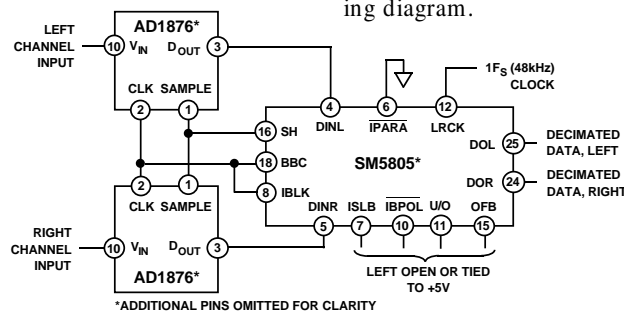 ing diagram.
LEFT
CHANNEL
INPUT
AD1876*
10 VIN DOUT 3
CLK SAMPLE
2 1
1FS (48kHz)
CLOCK
4 6 12
DINL IPARA LRCK
16 SH
18 BBC
8 IBLK
SM5805*
DOL 25
DECIMATED
DATA, LEFT
DOR 24
DECIMATED
DATA, RIGHT
DINR ISLB IBPOL U/O OFB
5 7 10 11 15
LEFT OPEN OR TIED
TO +5V
2 1
CLK SAMPLE
RIGHT
CHANNEL
INPUT
10 VIN DOUT 3
AD1876*
*ADDITIONAL PINS OMITTED FOR CLARITY